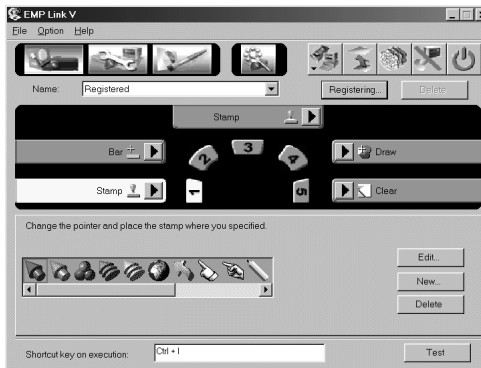 EMP Link V
File Option Help
Name: Registered Registering... Delete
Stamp
Bar 2 3 4 Draw
Stamp 1 5 Clear
Change the pointer and place the stamp where you specified.
Edit...
New...
Delete
Shortcut key on execution: Ctrl + I Test